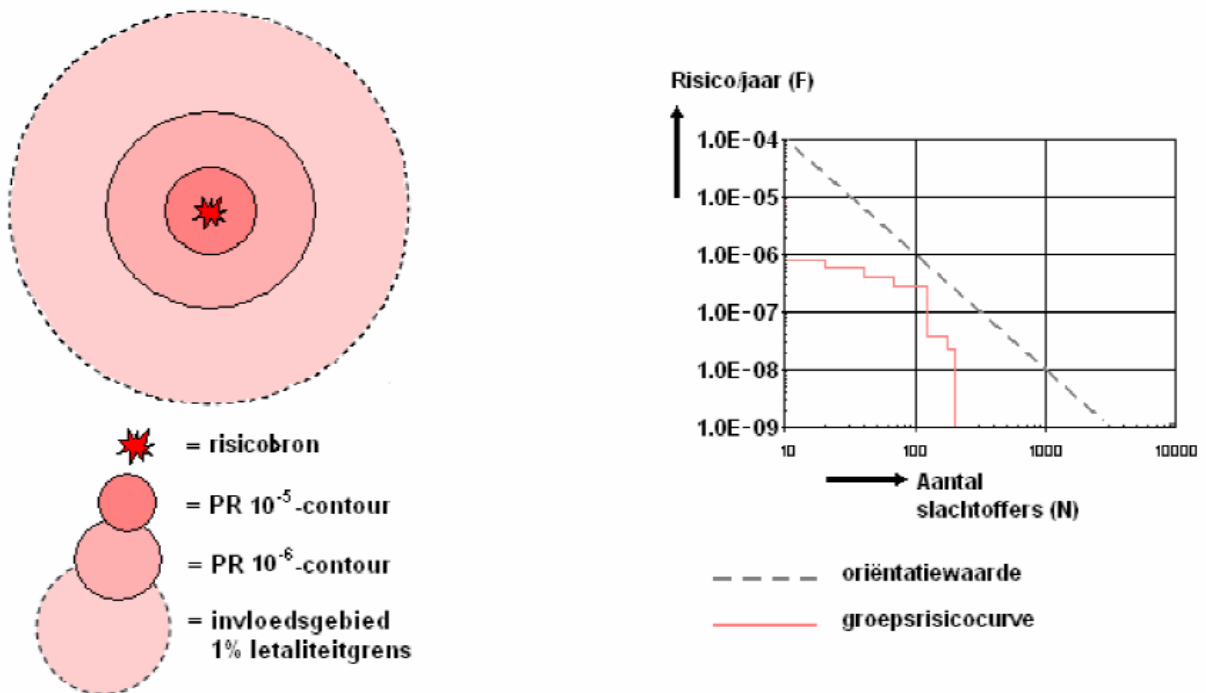 = risicobron
= PR 10⁻⁵-contour
= PR 10⁻⁶-contour
= invloedsgebied
1% letaliteitgrens
Risico/jaar (F)
1.0E-04
1.0E-05
1.0E-06
1.0E-07
1.0E-08
1.0E-09
10 100 1000 10000
Aantal
slachtoffers (N)
oriëntatiewaarde
groepsrisicocurve